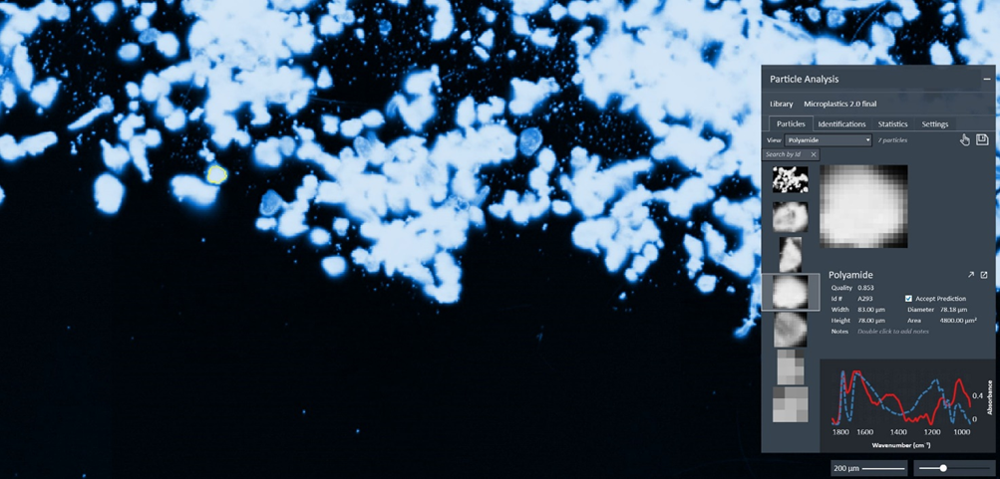 Particle Analysis
Library Microplastics 2.0 final
Particles Identifications Statistics Settings
View Polyamide 7 particles
Search by Id
Polyamide
Quality 0.853
Id # A293 Accept Prediction
Width 83.00 µm Diameter 78.18 µm
Height 78.00 µm Area 4800.00 µm²
Notes Double click to add notes
0.4
0
Absorbance
1800 1600 1400 1200 1000
Wavenumber [cm⁻¹]
200 µm